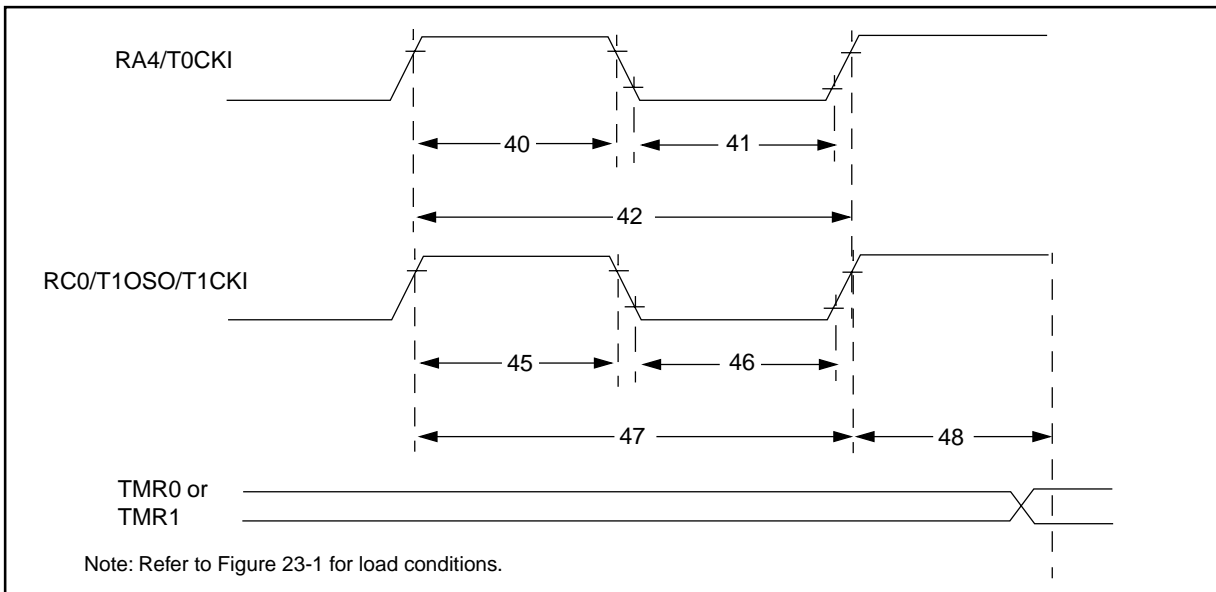 RA4/T0CKI
40
41
42
RC0/T1OSO/T1CKI
45
46
47
48
TMR0 or
TMR1
Note: Refer to Figure 23-1 for load conditions.